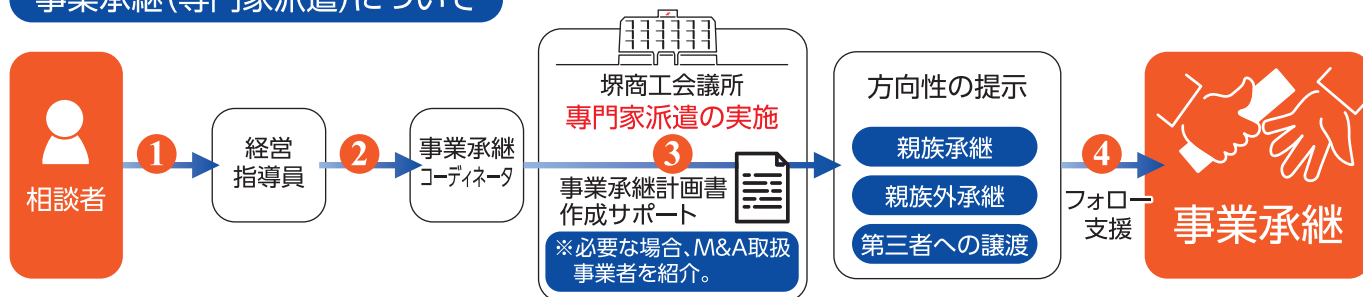 事業承継(専門家派遣)について
相談者
1
経営
指導員
2
事業承継
コーディネータ
堺商工会議所
専門家派遣の実施
3
事業承継計画書
作成サポート
※必要な場合、M&A取扱
事業者を紹介。
方向性の提示
親族承継
親族外承継
第三者への譲渡
4
フォロー
支援
事業承継